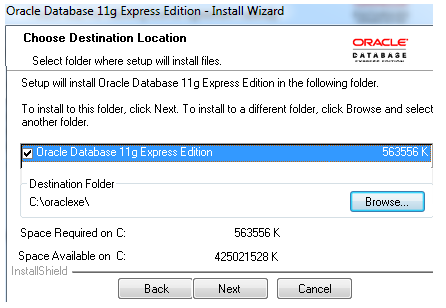 Oracle Database 11g Express Edition - Install Wizard
Choose Destination Location
Select folder where setup will install files.
ORACLE
DATABASE
EXPRESS EDITION
Setup will install Oracle Database 11g Express Edition in the following folder.
To install to this folder, click Next. To install to a different folder, click Browse and select
another folder.
Oracle Database 11g Express Edition 563556 K
Destination Folder
C:\oraclexe\
Browse...
Space Required on C: 563556 K
Space Available on C: 425021528 K
InstallShield
Back Next Cancel